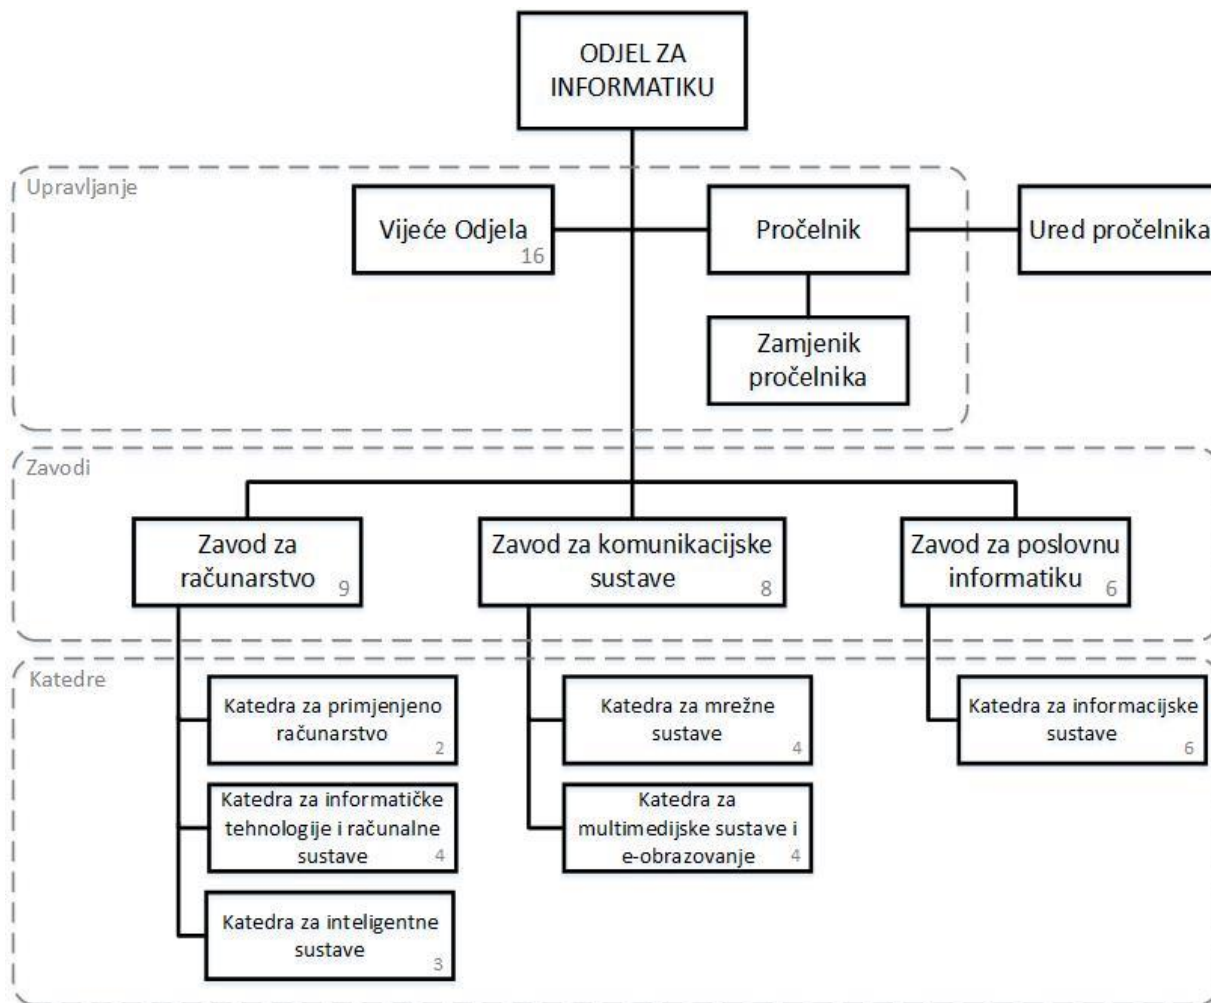 ODJEL ZA
INFORMATIKU
Upravljanje
Vijeće Odjela
16
Pročelnik
Ured pročelnika
Zamjenik
pročelnika
Zavodi
Zavod za
računarstvo
9
Zavod za komunikacijske
sustave
8
Zavod za poslovnu
informatiku
6
Katedre
Katedra za primjenjeno
računarstvo
2
Katedra za informatičke
tehnologije i računalne
sustave
4
Katedra za inteligentne
sustave
3
Katedra za mrežne
sustave
4
Katedra za
multimedijske sustave i
e-obrazovanje
4
Katedra za informacijske
sustave
6